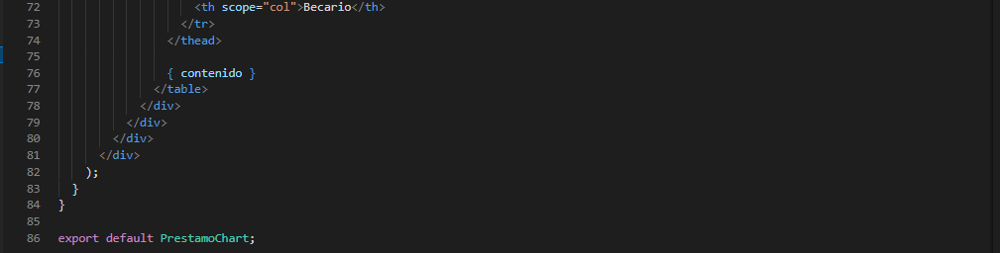 72 <th scope="col">Becario</th>
73 </tr>
74 </thead>
75
76 { contenido }
77 </table>
78 </div>
79 </div>
80 </div>
81 </div>
82 );
83 }
84 }
85
86 export default PrestamoChart;